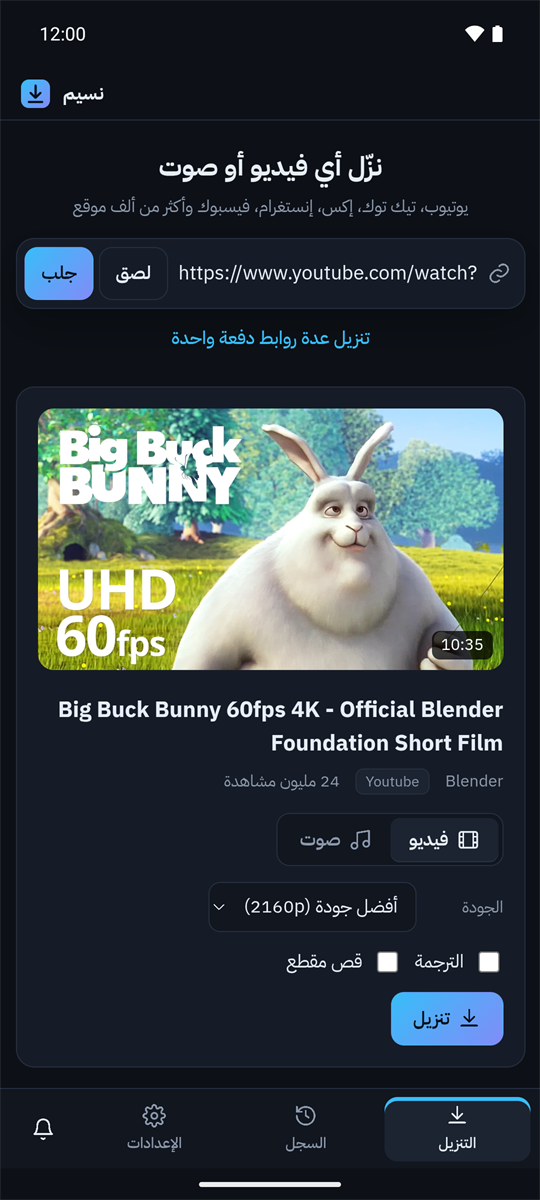 12:00
نسيم
نزّل أي فيديو أو صوت
يوتيوب، تيك توك، إكس، إنستغرام، فيسبوك وأكثر من ألف موقع
https://www.youtube.com/watch?
لصق
جلب
تنزيل عدة روابط دفعة واحدة
Big Buck
BUNNY
UHD
60fps
10:35
Big Buck Bunny 60fps 4K - Official Blender
Foundation Short Film
Blender
Youtube
24 مليون مشاهدة
فيديو
صوت
الجودة
أفضل جودة (2160p)
الترجمة
قص مقطع
تنزيل
التنزيل
السجل
الإعدادات